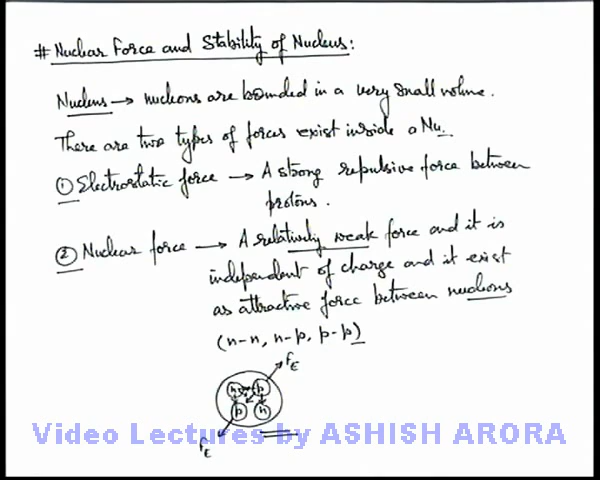 # Nuclear Force and Stability of Nucleus:
Nucleus → nucleons are bounded in a very small volume.
There are two types of forces exist inside a Nu.
① Electrostatic force → A strong repulsive force between
protons.
② Nuclear force → A relatively weak force and it is
independent of charge and it exist
as attractive force between nucleons
(n-n, n-p, p-p)
F_E
n p
p n
F_E
Video Lectures by ASHISH ARORA